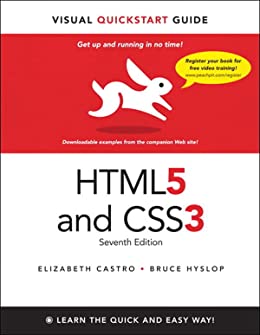 VISUAL QUICKSTART GUIDE
Get up and running in no time!
Register your book for
free video training!
www.peachpit.com/register
Downloadable examples from the companion Web site!
HTML5
and CSS3
Seventh Edition
ELIZABETH CASTRO • BRUCE HYSLOP
LEARN THE QUICK AND EASY WAY!